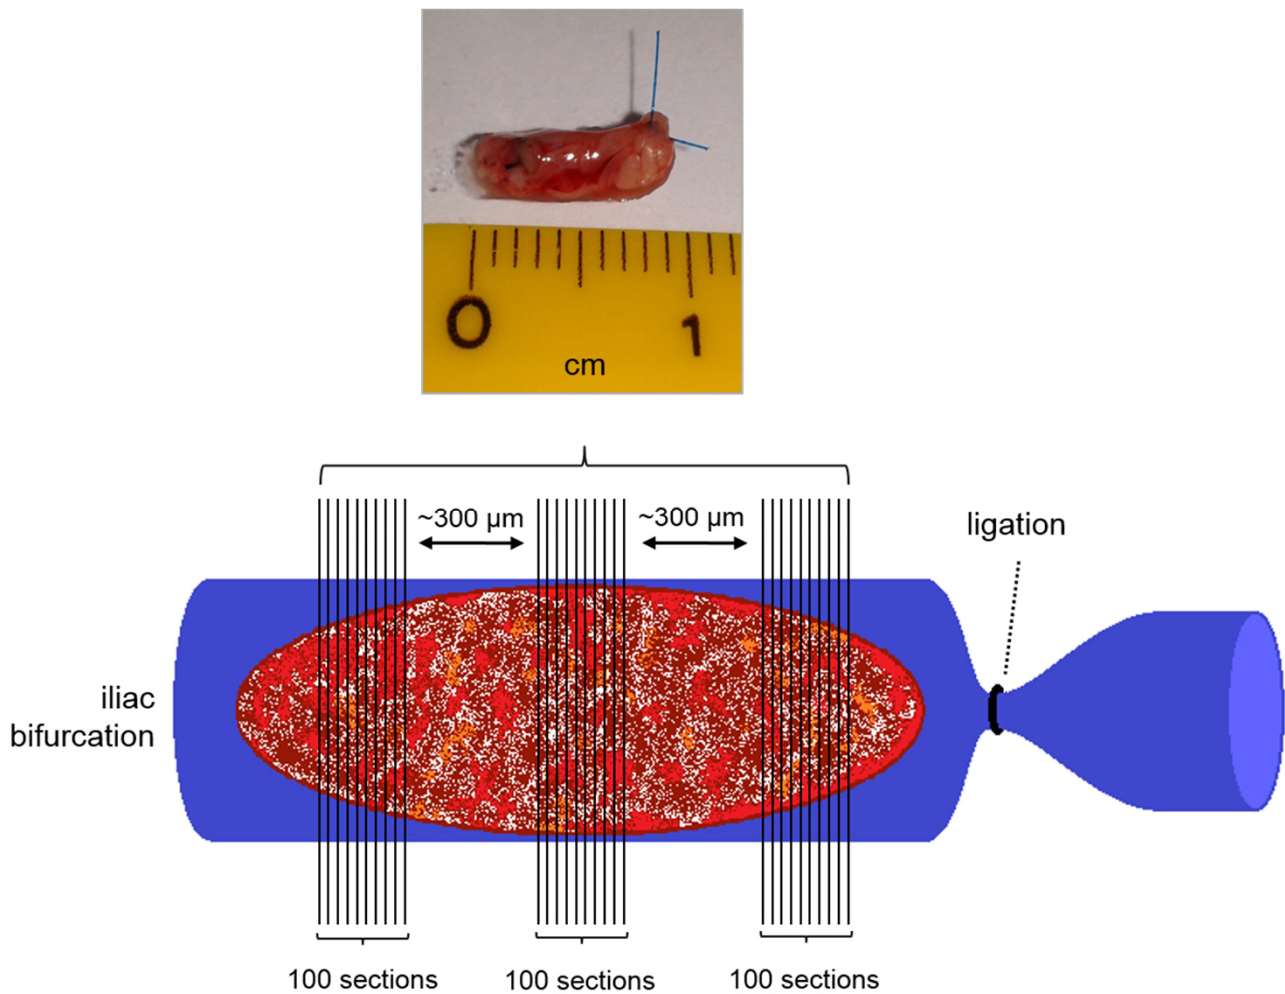 0 1
cm
~300 µm ~300 µm
ligation
iliac
bifurcation
100 sections 100 sections 100 sections